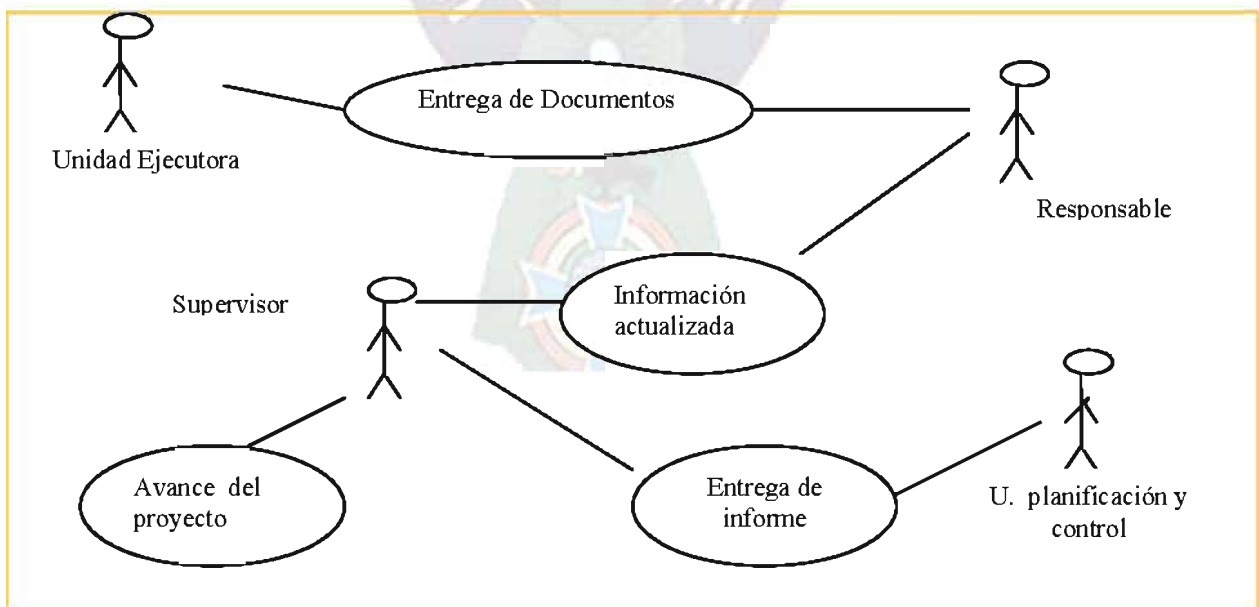 Entrega de Documentos
Unidad Ejecutora
Responsable
Supervisor
Información
actualizada
Avance del
proyecto
Entrega de
informe
U. planificación y
control